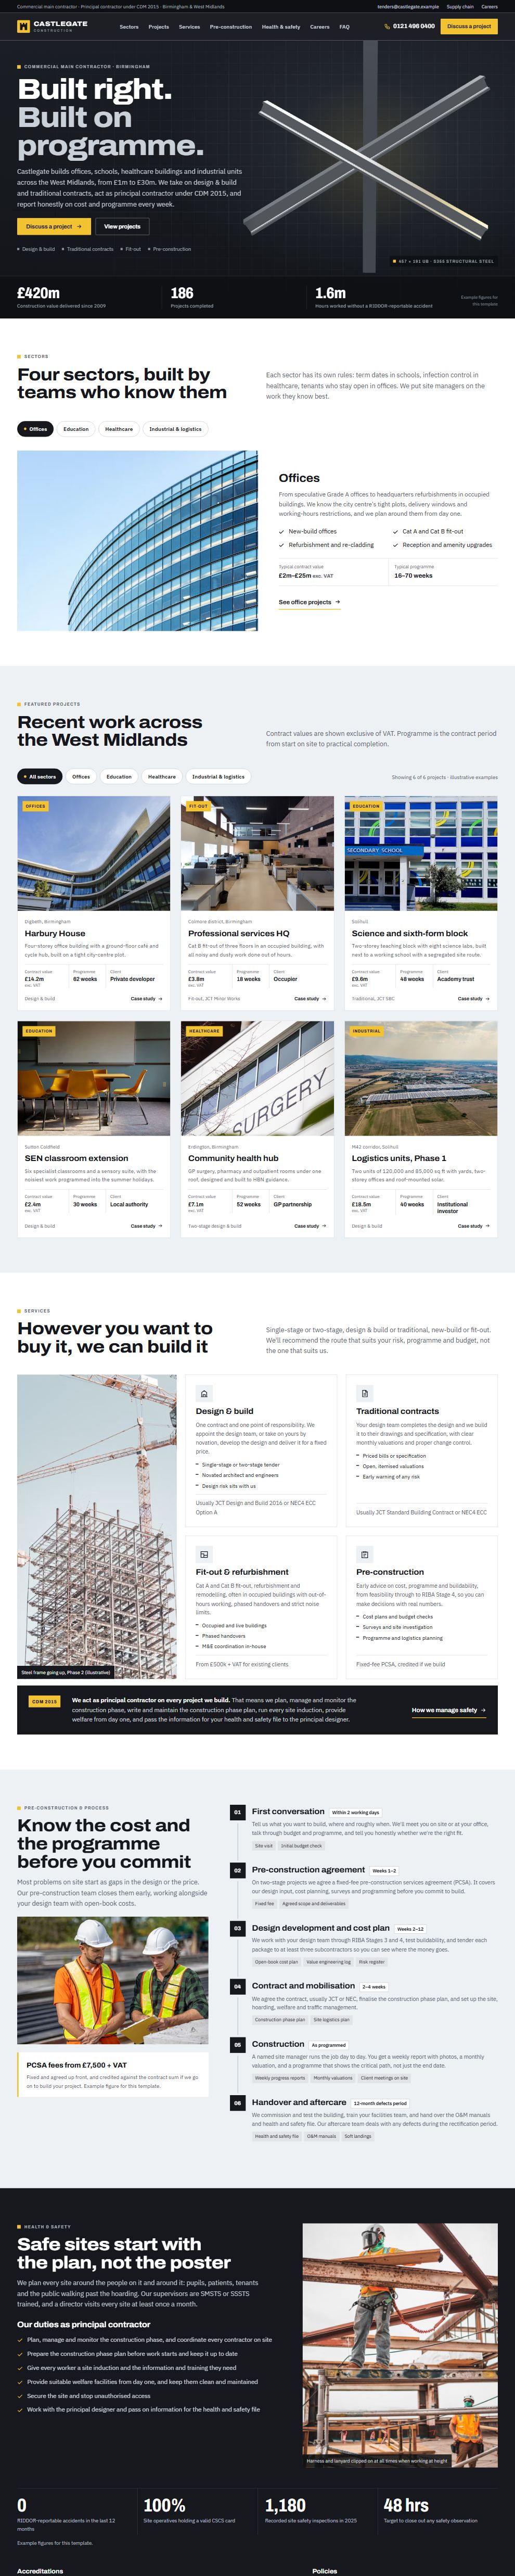 Commercial main contractor · Principal contractor under CDM 2015 · Birmingham & West Midlands
tenders@castlegate.example Supply chain Careers
CASTLEGATE
CONSTRUCTION
Sectors Projects Services Pre-construction Health & safety Careers FAQ
0121 496 0400
Discuss a project
COMMERCIAL MAIN CONTRACTOR · BIRMINGHAM
Built right.
Built on
programme.
Castlegate builds offices, schools, healthcare buildings and industrial units
across the West Midlands, from £1m to £30m. We take on design & build
and traditional contracts, act as principal contractor under CDM 2015, and
report honestly on cost and programme every week.
Discuss a project → View projects
Design & build Traditional contracts Fit-out Pre-construction
457 × 191 UB · S355 STRUCTURAL STEEL
£420m
Construction value delivered since 2009
186
Projects completed
1.6m
Hours worked without a RIDDOR-reportable accident
Example figures for
this template
SECTORS
Four sectors, built by
teams who know them
Each sector has its own rules: term dates in schools, infection control in
healthcare, tenants who stay open in offices. We put site managers on the
work they know best.
Offices Education Healthcare Industrial & logistics
Offices
From speculative Grade A offices to headquarters refurbishments in occupied
buildings. We know the city centre's tight plots, delivery windows and
working-hours restrictions, and we plan around them from day one.
New-build offices
Cat A and Cat B fit-out
Refurbishment and re-cladding
Reception and amenity upgrades
Typical contract value
£2m–£25m exc. VAT
Typical programme
16–70 weeks
See office projects →
FEATURED PROJECTS
Recent work across
the West Midlands
Contract values are shown exclusive of VAT. Programme is the contract period
from start on site to practical completion.
All sectors Offices Education Healthcare Industrial & logistics
Showing 6 of 6 projects · illustrative examples
OFFICES
Digbeth, Birmingham
Harbury House
Four-storey office building with a ground-floor café and
cycle hub, built on a tight city-centre plot.
Contract value
£14.2m
exc. VAT
Programme
62 weeks
Client
Private developer
Design & build
Case study →
FIT-OUT
Colmore district, Birmingham
Professional services HQ
Cat B fit-out of three floors in an occupied building, with
all noisy and dusty work done out of hours.
Contract value
£3.8m
exc. VAT
Programme
18 weeks
Client
Occupier
Fit-out, JCT Minor Works
Case study →
EDUCATION
SECONDARY SCHOOL
Solihull
Science and sixth-form block
Two-storey teaching block with eight science labs, built
next to a working school with a segregated site route.
Contract value
£9.6m
exc. VAT
Programme
48 weeks
Client
Academy trust
Traditional, JCT SBC
Case study →
EDUCATION
Sutton Coldfield
SEN classroom extension
Six specialist classrooms and a sensory suite, with the
noisiest work programmed into the summer holidays.
Contract value
£2.4m
exc. VAT
Programme
30 weeks
Client
Local authority
Design & build
Case study →
HEALTHCARE
SURGERY
Erdington, Birmingham
Community health hub
GP surgery, pharmacy and outpatient rooms under one
roof, designed and built to HBN guidance.
Contract value
£7.1m
exc. VAT
Programme
52 weeks
Client
GP partnership
Two-stage design & build
Case study →
INDUSTRIAL
M42 corridor, Solihull
Logistics units, Phase 1
Two units of 120,000 and 85,000 sq ft with yards, two-
storey offices and roof-mounted solar.
Contract value
£18.5m
exc. VAT
Programme
40 weeks
Client
Institutional
investor
Design & build
Case study →
SERVICES
However you want to
buy it, we can build it
Single-stage or two-stage, design & build or traditional, new-build or fit-out.
We'll recommend the route that suits your risk, programme and budget, not
the one that suits us.
Steel frame going up, Phase 2 (illustrative)
Design & build
One contract and one point of responsibility. We
appoint the design team, or take on yours by
novation, develop the design and deliver it for a fixed
price.
Single-stage or two-stage tender
Novated architect and engineers
Design risk sits with us
Usually JCT Design and Build 2016 or NEC4 ECC
Option A
Traditional contracts
Your design team completes the design and we build
it to their drawings and specification, with clear
monthly valuations and proper change control.
Priced bills or specification
Open, itemised valuations
Early warning of any risk
Usually JCT Standard Building Contract or NEC4 ECC
Fit-out & refurbishment
Cat A and Cat B fit-out, refurbishment and
remodelling, often in occupied buildings with out-of-
hours working, phased handovers and strict noise
limits.
Occupied and live buildings
Phased handovers
M&E coordination in-house
From £500k + VAT for existing clients
Pre-construction
Early advice on cost, programme and buildability,
from feasibility through to RIBA Stage 4, so you can
make decisions with real numbers.
Cost plans and budget checks
Surveys and site investigation
Programme and logistics planning
Fixed-fee PCSA, credited if we build
CDM 2015
We act as principal contractor on every project we build. That means we plan, manage and monitor the
construction phase, write and maintain the construction phase plan, run every site induction, provide
welfare from day one, and pass the information for your health and safety file to the principal designer.
How we manage safety →
PRE-CONSTRUCTION & PROCESS
Know the cost and
the programme
before you commit
Most problems on site start as gaps in the design or the price.
Our pre-construction team closes them early, working alongside
your design team with open-book costs.
PCSA fees from £7,500 + VAT
Fixed and agreed up front, and credited against the contract sum if we go
on to build your project. Example figure for this template.
01
First conversation Within 2 working days
Tell us what you want to build, where and roughly when. We'll meet you on site or at your office,
talk through budget and programme, and tell you honestly whether we're the right fit.
Site visit Initial budget check
02
Pre-construction agreement Weeks 1–2
On two-stage projects we agree a fixed-fee pre-construction services agreement (PCSA). It covers
our design input, cost planning, surveys and programme before you commit to build.
Fixed fee Agreed scope and deliverables
03
Design development and cost plan Weeks 2–12
We work with your design team through RIBA Stages 3 and 4, test buildability, and tender each
package to at least three subcontractors so you can see where the money goes.
Open-book cost plan Value engineering log Risk register
04
Contract and mobilisation 2–4 weeks
We agree the contract, usually JCT or NEC, finalise the construction phase plan, and set up the site,
hoarding, welfare and traffic management.
Construction phase plan Site logistics plan
05
Construction As programmed
A named site manager runs the job day to day. You get a weekly report with photos, a monthly
valuation, and a programme that shows the critical path, not just the end date.
Weekly progress reports Monthly valuations Client meetings on site
06
Handover and aftercare 12-month defects period
We commission and test the building, train your facilities team, and hand over the O&M manuals
and health and safety file. Our aftercare team deals with any defects during the rectification period.
Health and safety file O&M manuals Soft landings
HEALTH & SAFETY
Safe sites start with
the plan, not the poster
We plan every site around the people on it and around it: pupils, patients, tenants
and the public walking past the hoarding. Our supervisors are SMSTS or SSSTS
trained, and a director visits every site at least once a month.
Our duties as principal contractor
Plan, manage and monitor the construction phase, and coordinate every contractor on site
Prepare the construction phase plan before work starts and keep it up to date
Give every worker a site induction and the information and training they need
Provide suitable welfare facilities from day one, and keep them clean and maintained
Secure the site and stop unauthorised access
Work with the principal designer and pass on information for the health and safety file
Harness and lanyard clipped on at all times when working at height
0
RIDDOR-reportable accidents in the last 12
months
100%
Site operatives holding a valid CSCS card
1,180
Recorded site safety inspections in 2025
48 hrs
Target to close out any safety observation
Example figures for this template.
Accreditations
Policies